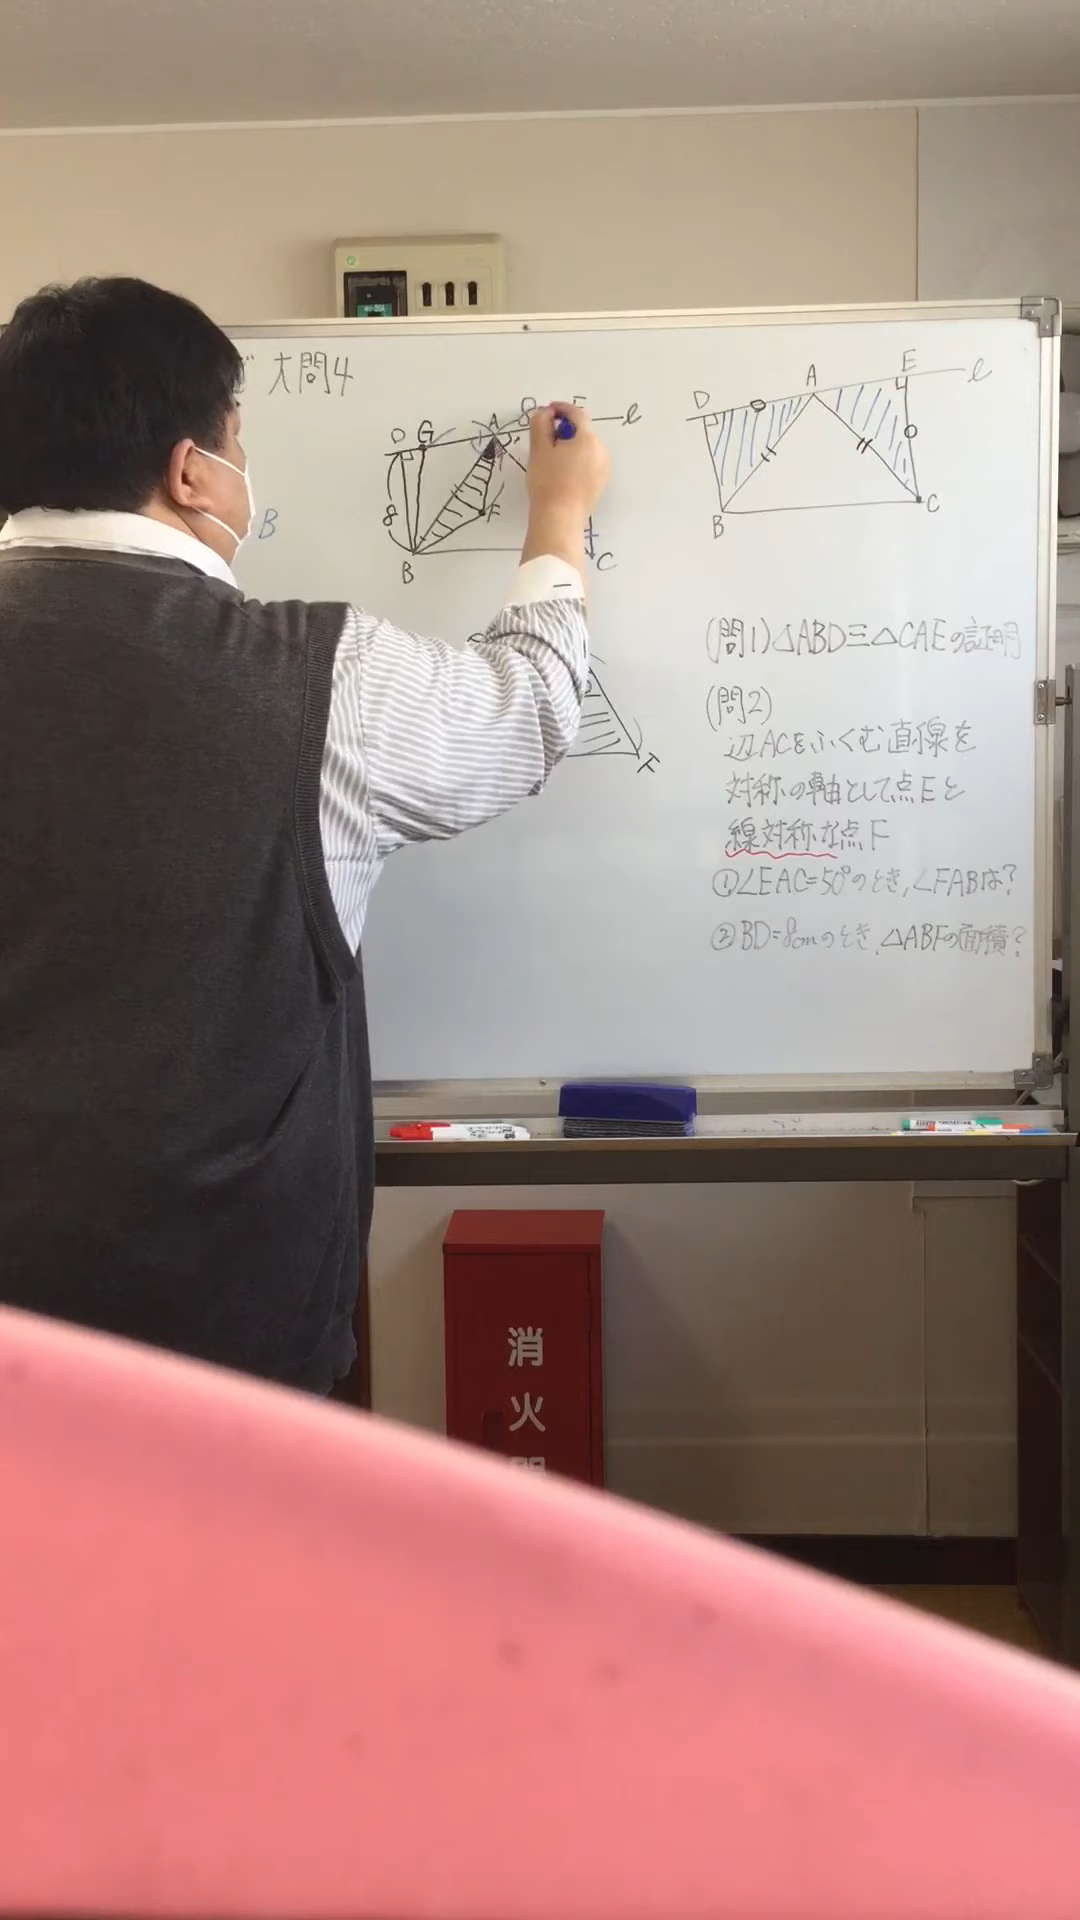 大問4
D G A 8 l
8
F
B
C
B
F
D A E l
B C
(問1)△ABD≡△CAEの証明
(問2)
辺ACをふくむ直線を
対称の軸として点Eと
線対称な点F
①∠EAC=50°のとき,∠FABは?
②BD=8cmのとき,△ABFの面積?
消
火